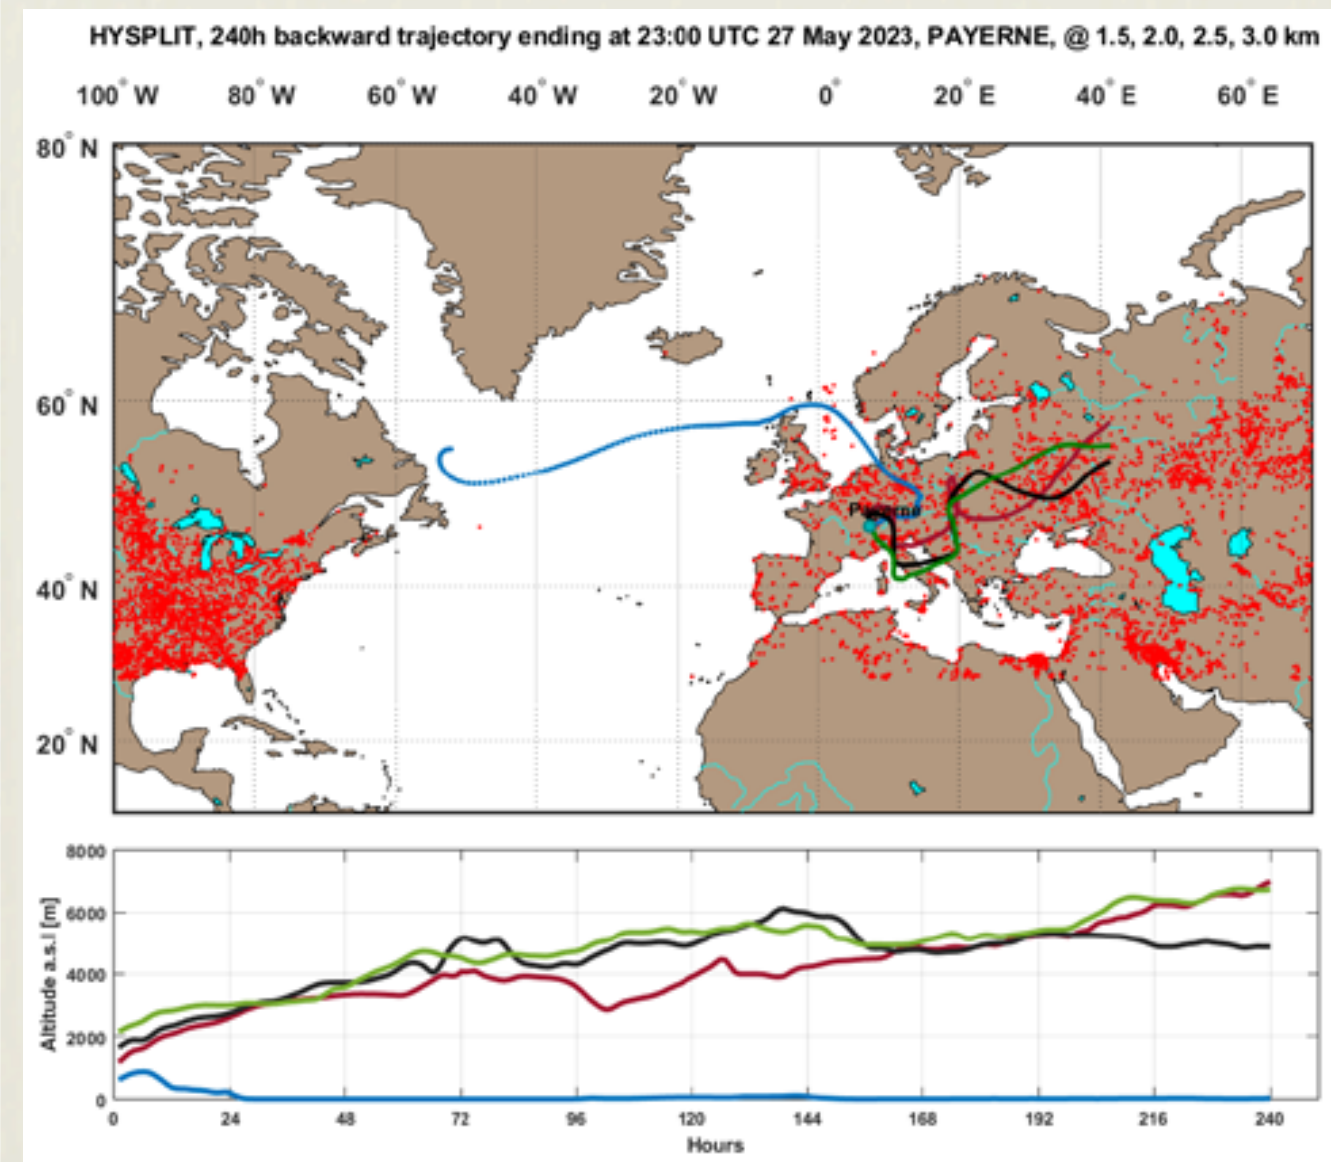 HYSPLIT, 240h backward trajectory ending at 23:00 UTC 27 May 2023, PAYERNE, @ 1.5, 2.0, 2.5, 3.0 km
100° W 80° W 60° W 40° W 20° W 0° 20° E 40° E 60° E
80° N
60° N
Payerne
40° N
20° N
8000
6000
4000
2000
0
Altitude a.s.l [m]
0 24 48 72 96 120 144 168 192 216 240
Hours